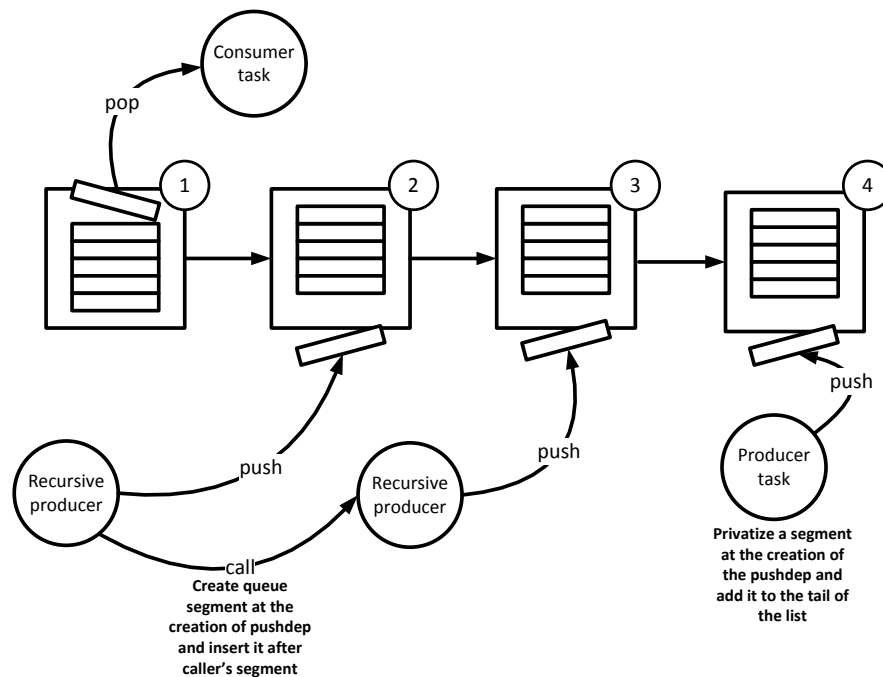 Consumer
task
pop
1
2
3
4
push
push
push
Recursive
producer
Recursive
producer
Producer
task
call
Create queue
segment at the
creation of pushdep
and insert it after
caller's segment
Privatize a segment
at the creation of
the pushdep and
add it to the tail of
the list